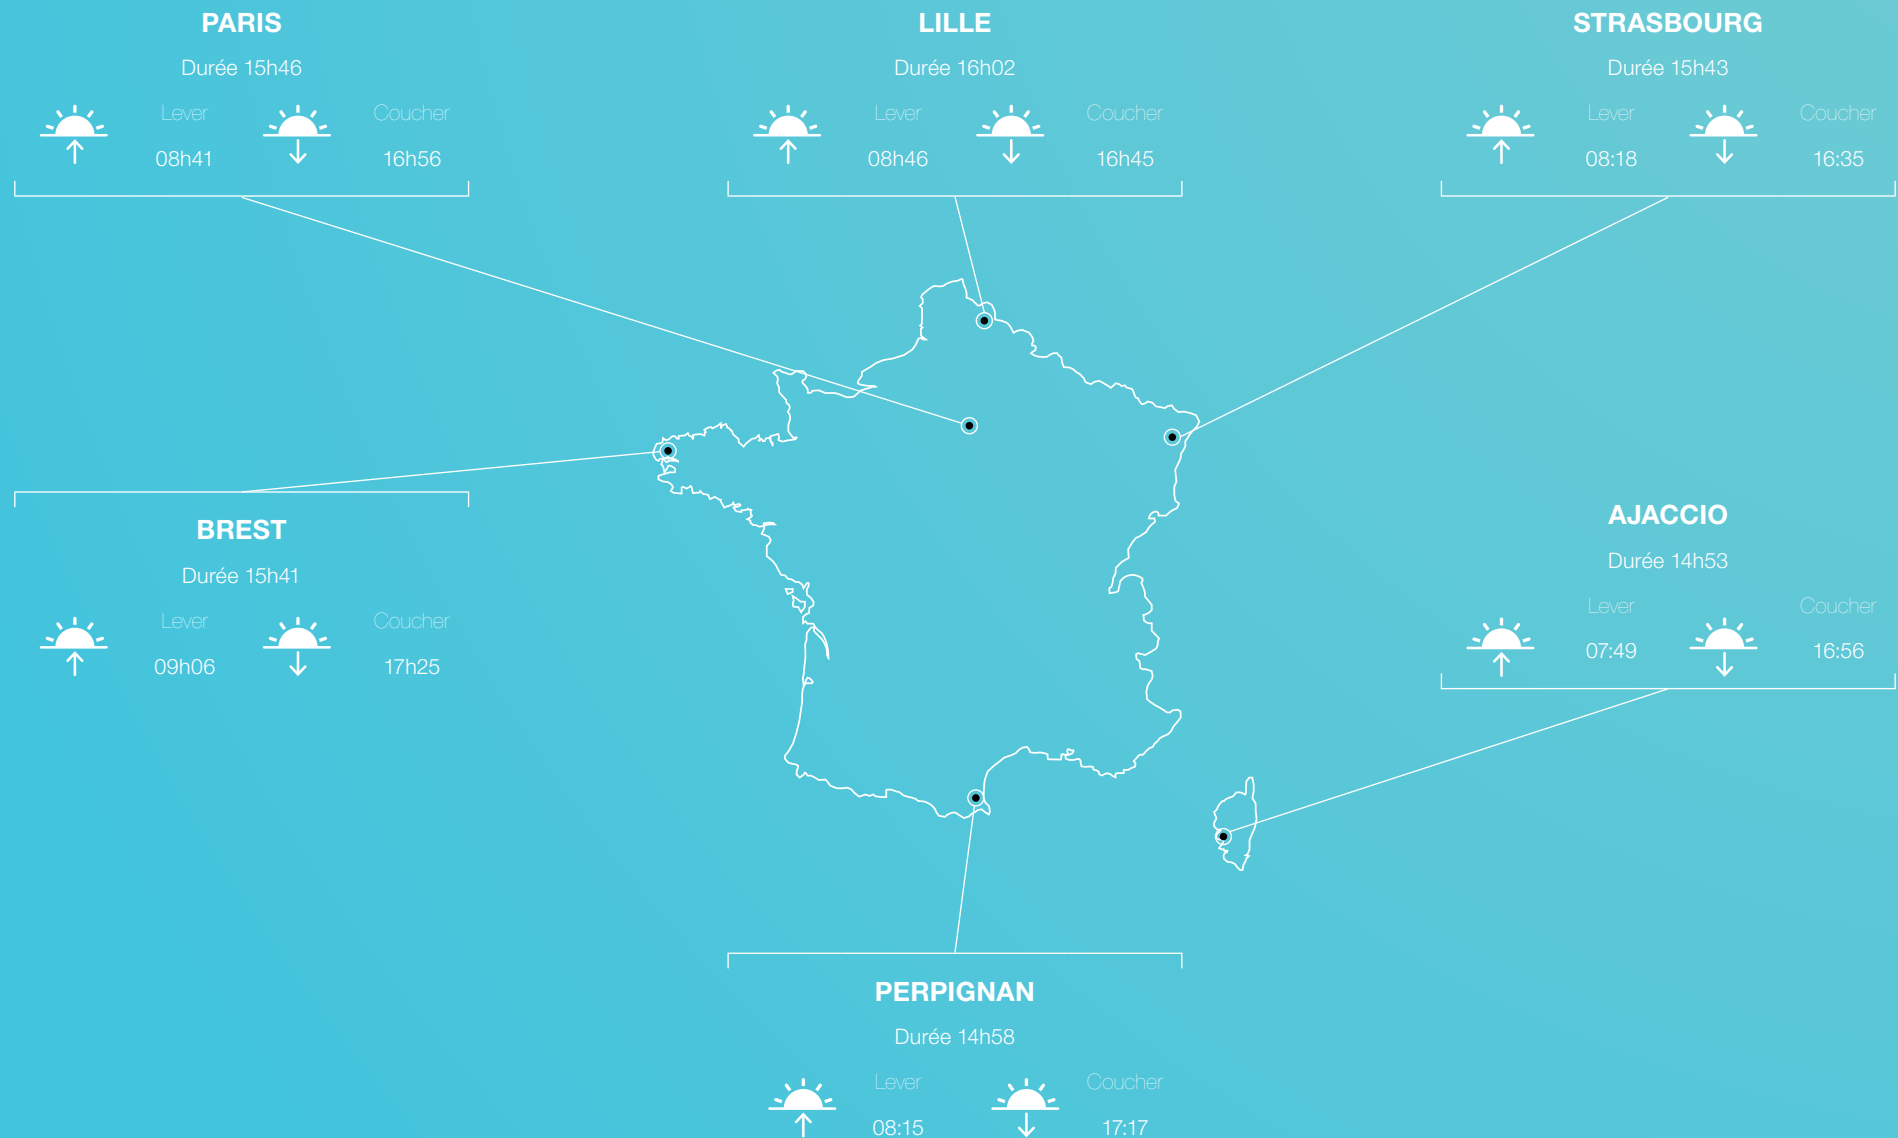 PARIS
Durée 15h46
Lever
Coucher
08h41
16h56
LILLE
Durée 16h02
Lever
Coucher
08h46
16h45
STRASBOURG
Durée 15h43
Lever
Coucher
08:18
16:35
BREST
Durée 15h41
Lever
Coucher
09h06
17h25
AJACCIO
Durée 14h53
Lever
Coucher
07:49
16:56
PERPIGNAN
Durée 14h58
Lever
Coucher
08:15
17:17